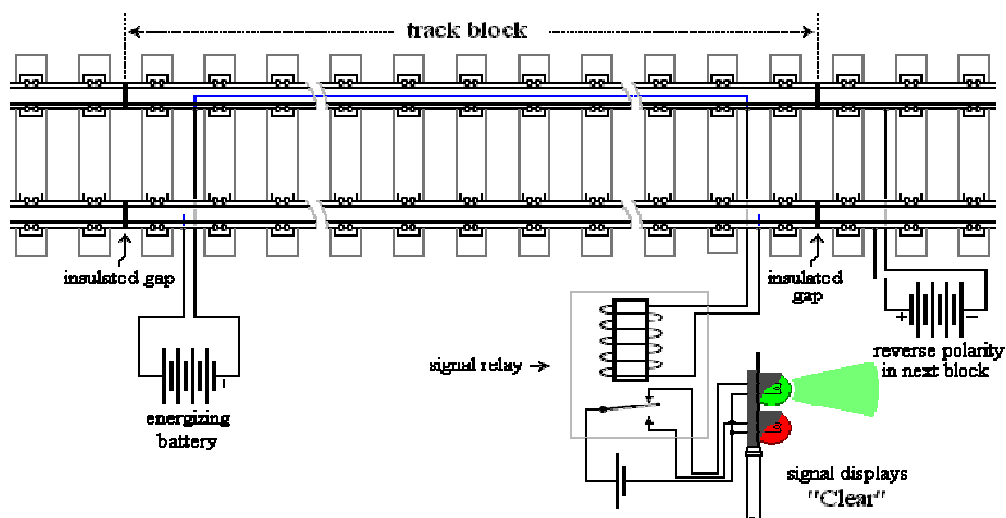 track block
insulated gap
insulated
gap
+
−
reverse polarity
in next block
signal relay →
energizing
battery
signal displays
"Clear"